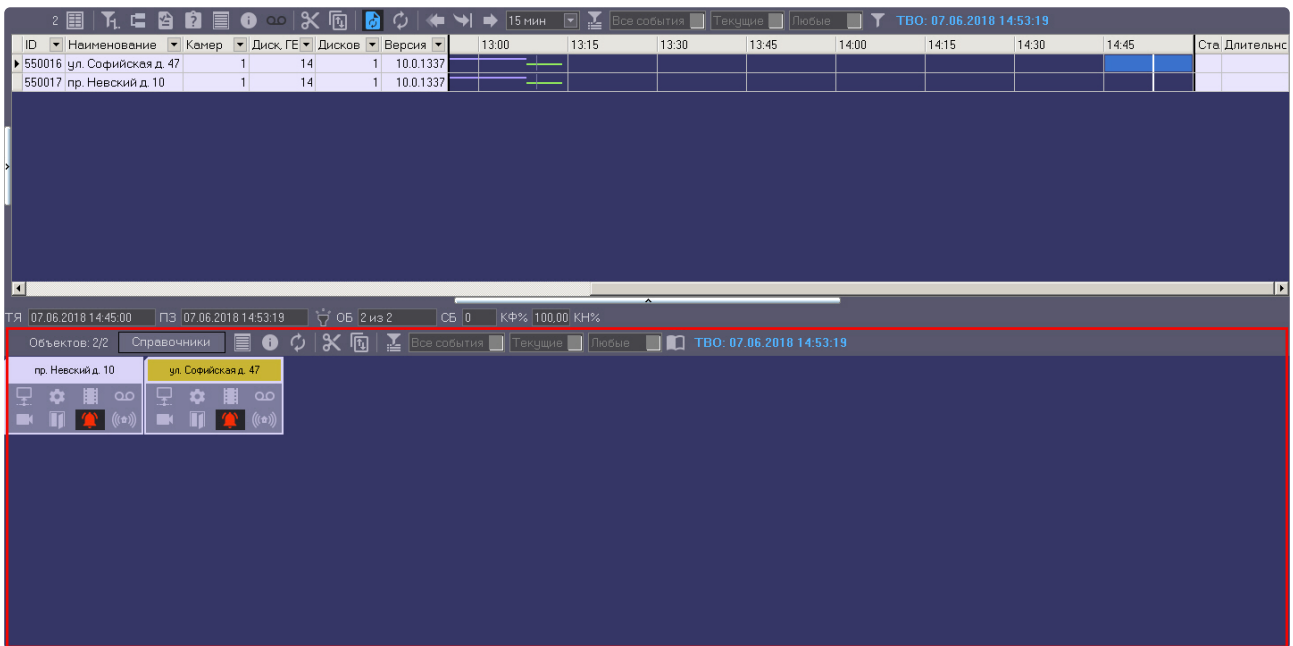 2 15 мин Все события Текущие Любые ТВО: 07.06.2018 14:53:19
ID Наименование Камер Диск, ГЕ Дисков Версия 13:00 13:15 13:30 13:45 14:00 14:15 14:30 14:45 Ста Длительнс
550016 ул. Софийская д. 47 1 14 1 10.0.1337
550017 пр. Невский д. 10 1 14 1 10.0.1337
ТЯ 07.06.2018 14:45:00 ПЗ 07.06.2018 14:53:19 ОБ 2 из 2 СБ 0 КФ% 100,00 КН%
Объектов: 2/2 Справочники Все события Текущие Любые ТВО: 07.06.2018 14:53:19
пр. Невский д. 10 ул. Софийская д. 47